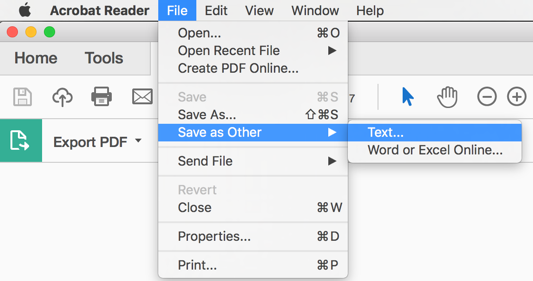 Acrobat Reader File Edit View Window Help
Home Tools
Open... ⌘O
Open Recent File ▶
Create PDF Online...
Save ⌘S
Save As... ⇧⌘S
Save as Other ▶
Text...
Word or Excel Online...
Send File ▶
Revert
Close ⌘W
Properties... ⌘D
Print... ⌘P
7
Export PDF